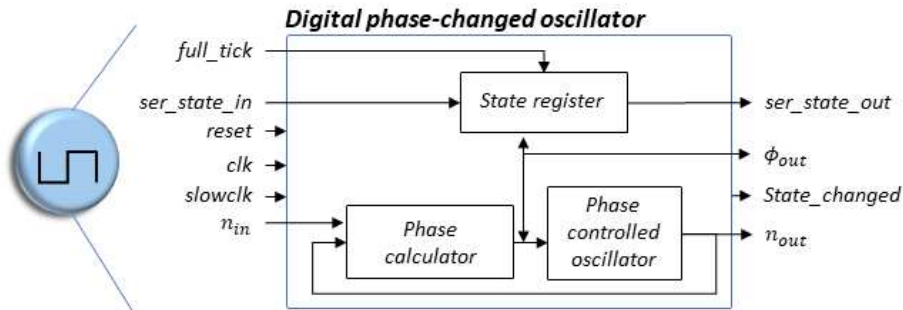 Digital phase-changed oscillator
full_tick
ser_state_in
State register
ser_state_out
reset
clk
ϕout
slowclk
State_changed
nin
Phase
calculator
Phase
controlled
oscillator
nout